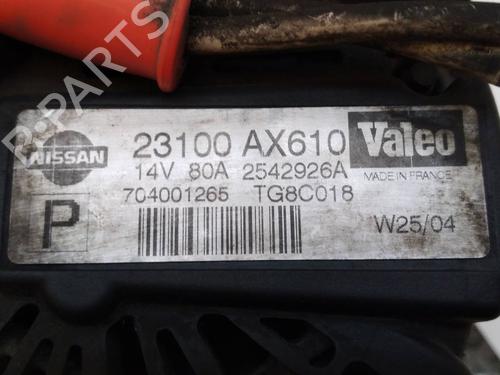 NISSAN
23100 AX610
Valeo
14V 80A 2542926A
MADE IN FRANCE
704001265 TG8C018
P
W25/04
B-PARTS